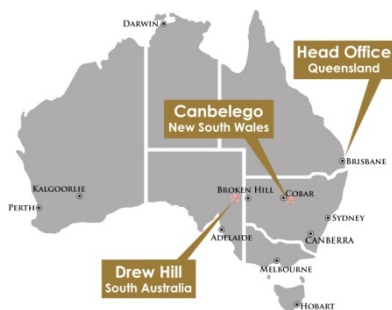 DARWIN
Head Office
Queensland
Canbelego
New South Wales
BRISBANE
KALGOORLIE
BROKEN HILL
COBAR
PERTH
SYDNEY
ADELAIDE
CANBERRA
Drew Hill
South Australia
MELBOURNE
HOBART